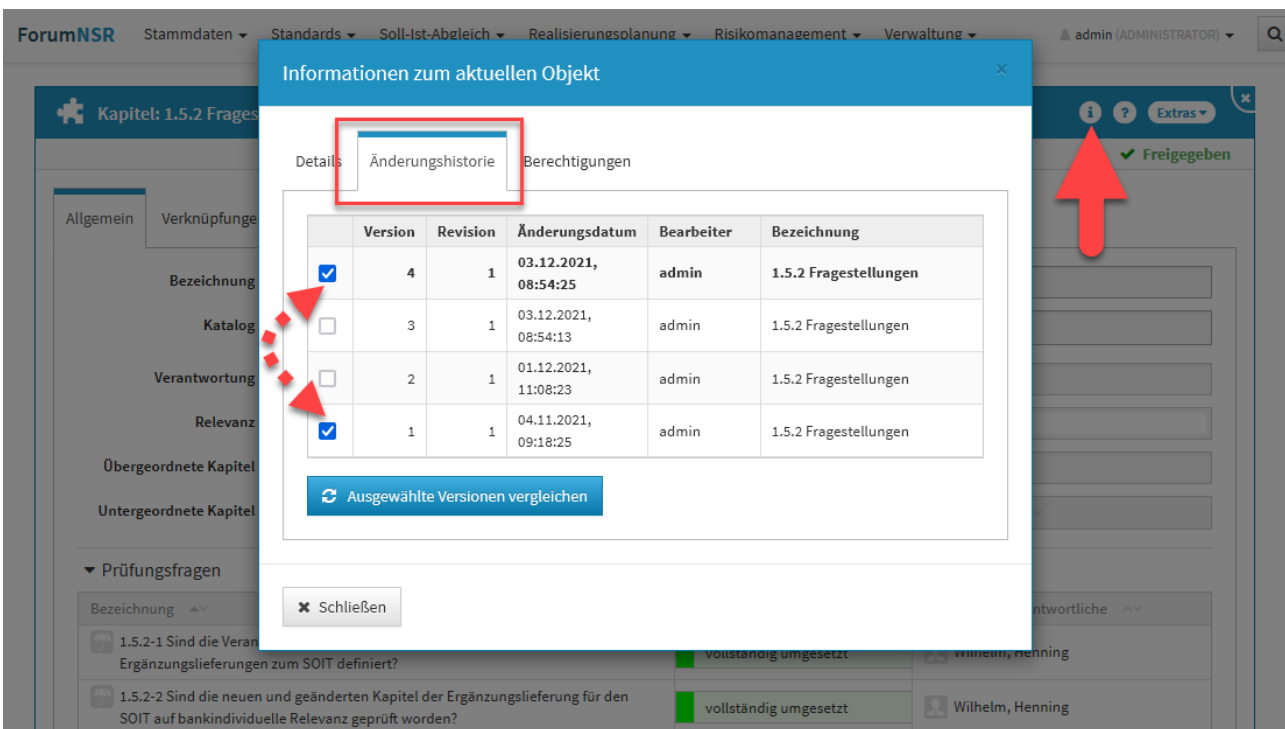 ForumNSR Stammdaten Standards Soll-Ist-Abgleich Realisierungsplanung Risikomanagement Verwaltung admin (ADMINISTRATOR)
Informationen zum aktuellen Objekt
Kapitel: 1.5.2 Frages
i ? Extras
Freigegeben
Details Änderungshistorie Berechtigungen
Allgemein Verknüpfunge
Version Revision Änderungsdatum Bearbeiter Bezeichnung
4 1 03.12.2021, 08:54:25 admin 1.5.2 Fragestellungen
3 1 03.12.2021, 08:54:13 admin 1.5.2 Fragestellungen
2 1 01.12.2021, 11:08:23 admin 1.5.2 Fragestellungen
1 1 04.11.2021, 09:18:25 admin 1.5.2 Fragestellungen
Bezeichnung
Katalog
Verantwortung
Relevanz
Übergeordnete Kapitel
Untergeordnete Kapitel
Ausgewählte Versionen vergleichen
Schließen
Prüfungsfragen
Bezeichnung ntwortliche
1.5.2-1 Sind die Veran
Ergänzungslieferungen zum SOIT definiert?
vollständig umgesetzt Wilhelm, Henning
1.5.2-2 Sind die neuen und geänderten Kapitel der Ergänzungslieferung für den
SOIT auf bankindividuelle Relevanz geprüft worden?
vollständig umgesetzt Wilhelm, Henning